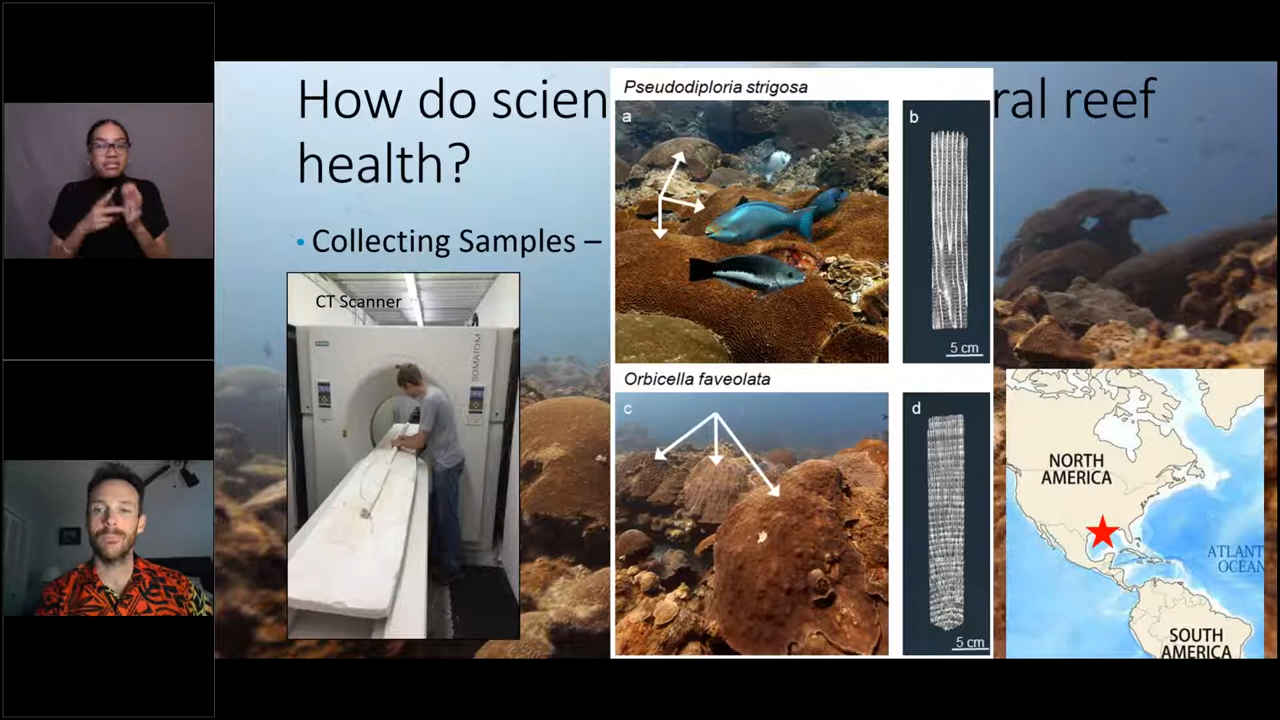 How do scien
ral reef
health?
• Collecting Samples –
CT Scanner
SOMATOM
Pseudodiploria strigosa
a
b
5 cm
Orbicella faveolata
c
d
5 cm
NORTH
AMERICA
ATLANT
OCEAN
SOUTH
AMERICA